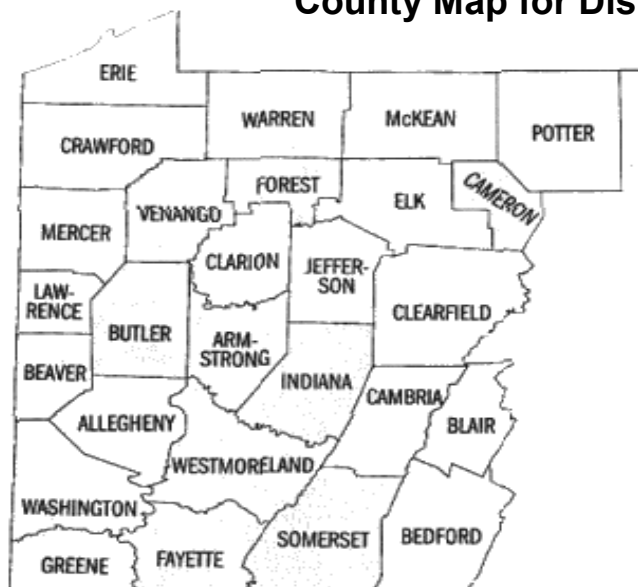 County Map for Dis
ERIE
WARREN
McKEAN
POTTER
CRAWFORD
FOREST
CAMERON
ELK
VENANGO
MERCER
CLARION
JEFFER-
SON
LAW-
RENCE
CLEARFIELD
BUTLER
ARM-
STRONG
BEAVER
INDIANA
CAMBRIA
ALLEGHENY
BLAIR
WESTMORELAND
WASHINGTON
SOMERSET
BEDFORD
GREENE
FAYETTE